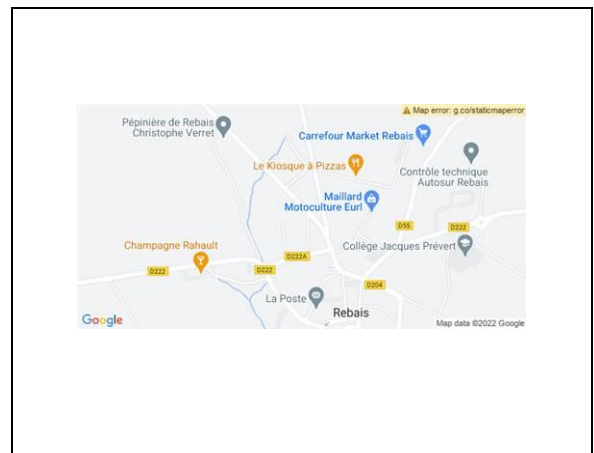 Map error: g.co/staticmaperror
Pépinière de Rebais
Christophe Verret
Carrefour Market Rebais
Le Kiosque à Pizzas
Contrôle technique
Autosur Rebais
Maillard
Motoculture Eurl
D55
D222
Champagne Rahault
Collège Jacques Prévert
D222A
D222
D222
D204
La Poste
Rebais
Google
Map data ©2022 Google